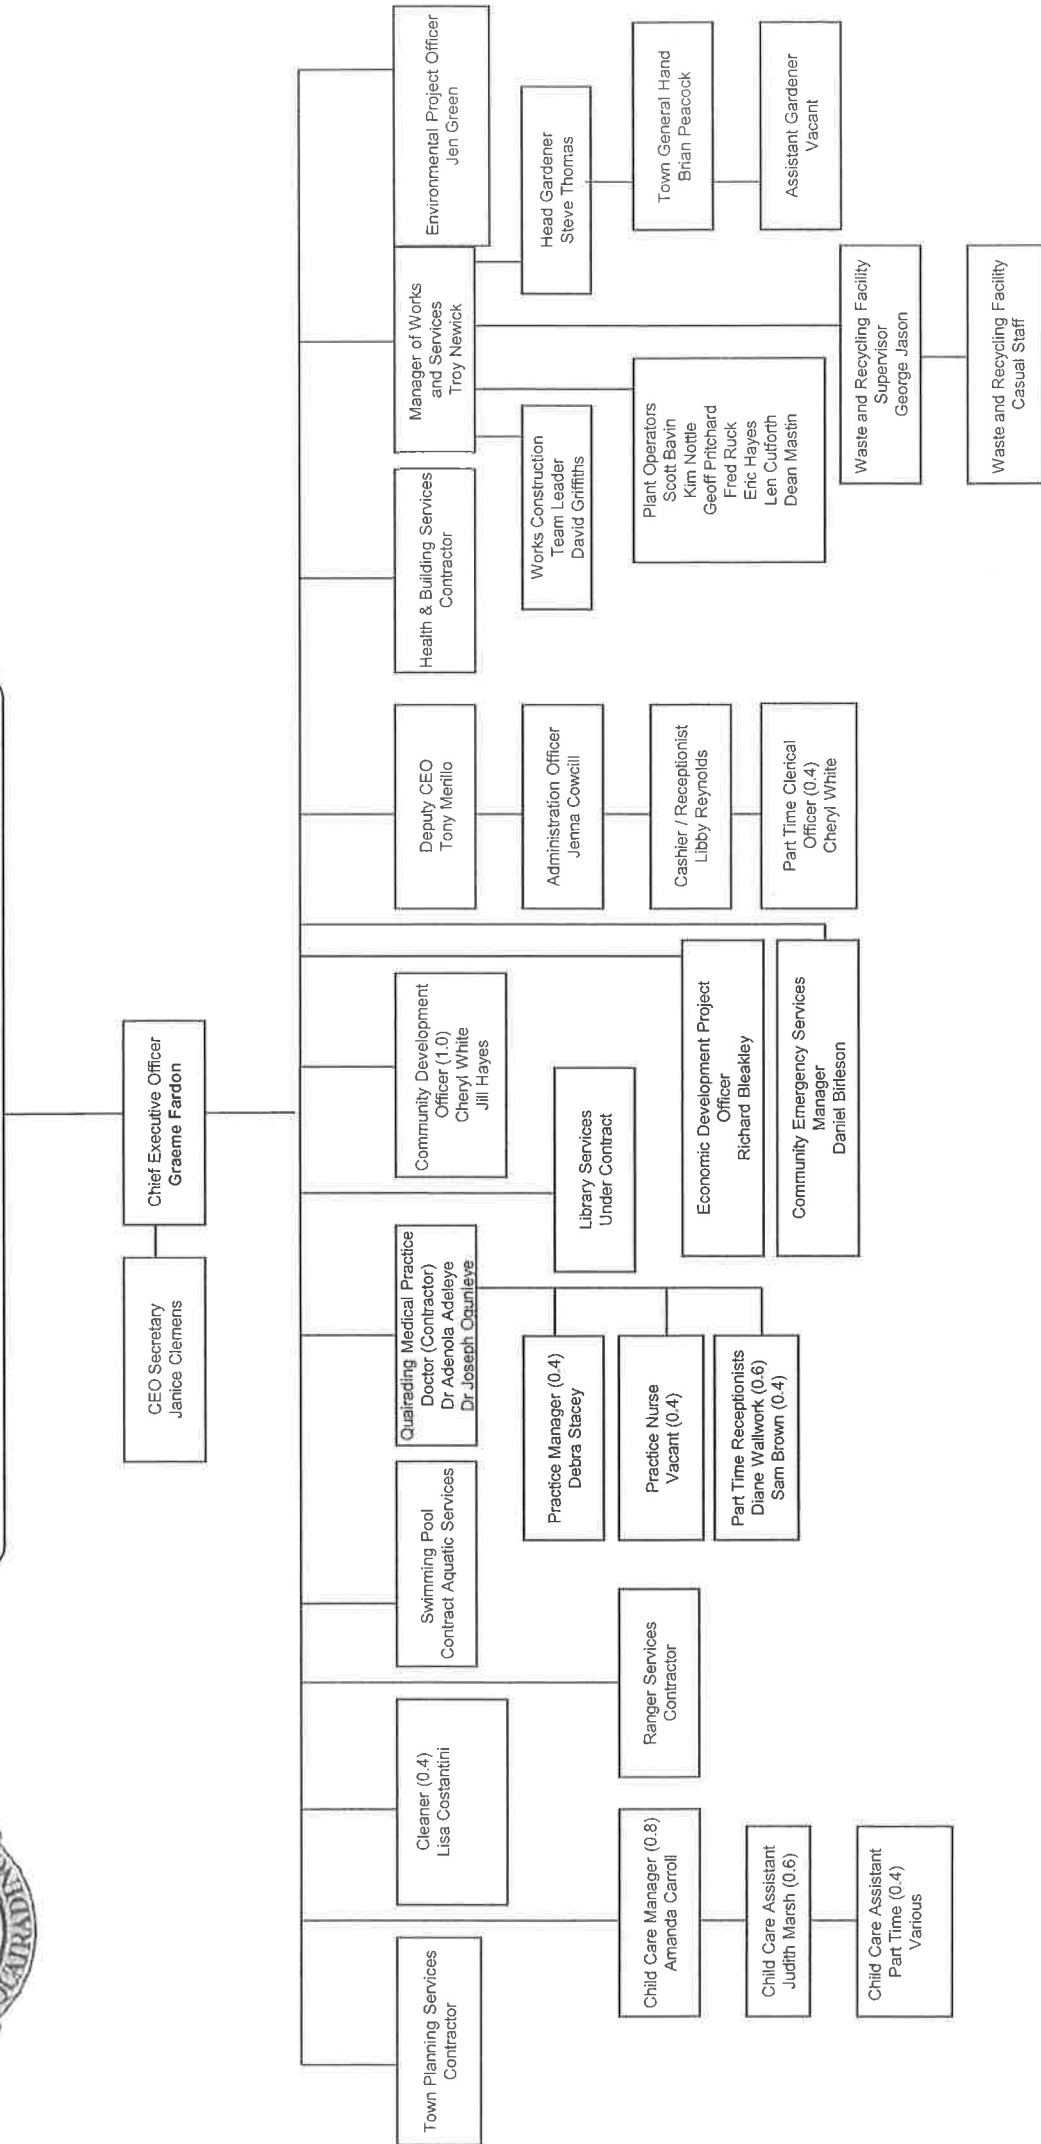 QUAIRADIN
CEO Secretary
Janice Clemens
Chief Executive Officer
Graeme Fardon
Town Planning Services
Contractor
Cleaner (0.4)
Lisa Costantini
Swimming Pool
Contract Aquatic Services
Quairading Medical Practice
Doctor (Contractor)
Dr Adenola Adeleye
Dr Joseph Ogunleye
Community Development
Officer (1.0)
Cheryl White
Jill Hayes
Deputy CEO
Tony Merillo
Health & Building Services
Contractor
Manager of Works
and Services
Troy Newick
Environmental Project Officer
Jen Green
Child Care Manager (0.8)
Amanda Carroll
Child Care Assistant
Judith Marsh (0.6)
Child Care Assistant
Part Time (0.4)
Various
Ranger Services
Contractor
Practice Manager (0.4)
Debra Stacey
Practice Nurse
Vacant (0.4)
Part Time Receptionists
Diane Wallwork (0.6)
Sam Brown (0.4)
Library Services
Under Contract
Economic Development Project
Officer
Richard Bleakley
Community Emergency Services
Manager
Daniel Birleson
Administration Officer
Jenna Cowcill
Cashier / Receptionist
Libby Reynolds
Part Time Clerical
Officer (0.4)
Cheryl White
Works Construction
Team Leader
David Griffiths
Plant Operators
Scott Bavin
Kim Nottle
Geoff Pritchard
Fred Ruck
Eric Hayes
Len Cutforth
Dean Mastin
Waste and Recycling Facility
Supervisor
George Jason
Waste and Recycling Facility
Casual Staff
Head Gardener
Steve Thomas
Town General Hand
Brian Peacock
Assistant Gardener
Vacant